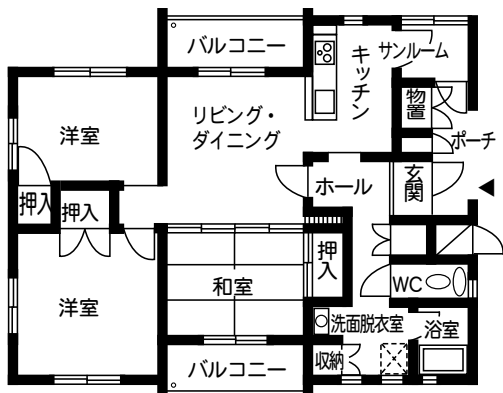 バルコニー
キッチン
サンルーム
リビング・
ダイニング
物置
ポーチ
洋室
押入
押入
ホール
玄関
洋室
和室
押入
WC
洗面脱衣室
浴室
収納
バルコニー